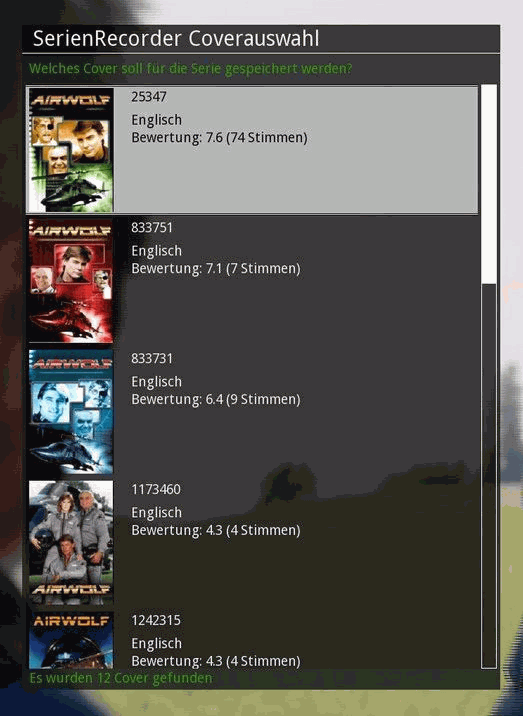 SerienRecorder Coverauswahl
Welches Cover soll für die Serie gespeichert werden?
AIRWOLF
25347
Englisch
Bewertung: 7.6 (74 Stimmen)
AIRWOLF
833751
Englisch
Bewertung: 7.1 (7 Stimmen)
AIRWOLF
833731
Englisch
Bewertung: 6.4 (9 Stimmen)
1173460
Englisch
Bewertung: 4.3 (4 Stimmen)
AIRWOLF
AIRWOLF
1242315
Englisch
Bewertung: 4.3 (4 Stimmen)
Es wurden 12 Cover gefunden